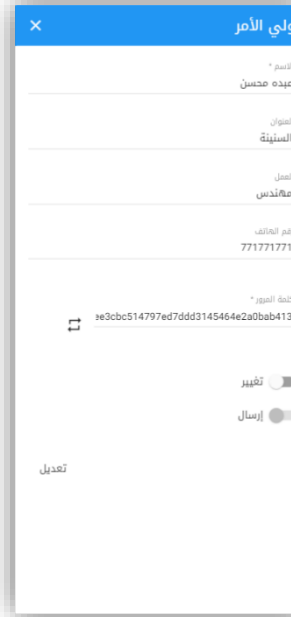 ولي الأمر
الاسم *
عبده محسن
العنوان
السنينة
العمل
مهندس
رقم الهاتف
771771771
كلمة المرور *
ee3cbc514797ed7ddd3145464e2a0bab413
تغيير
إرسال
تعديل